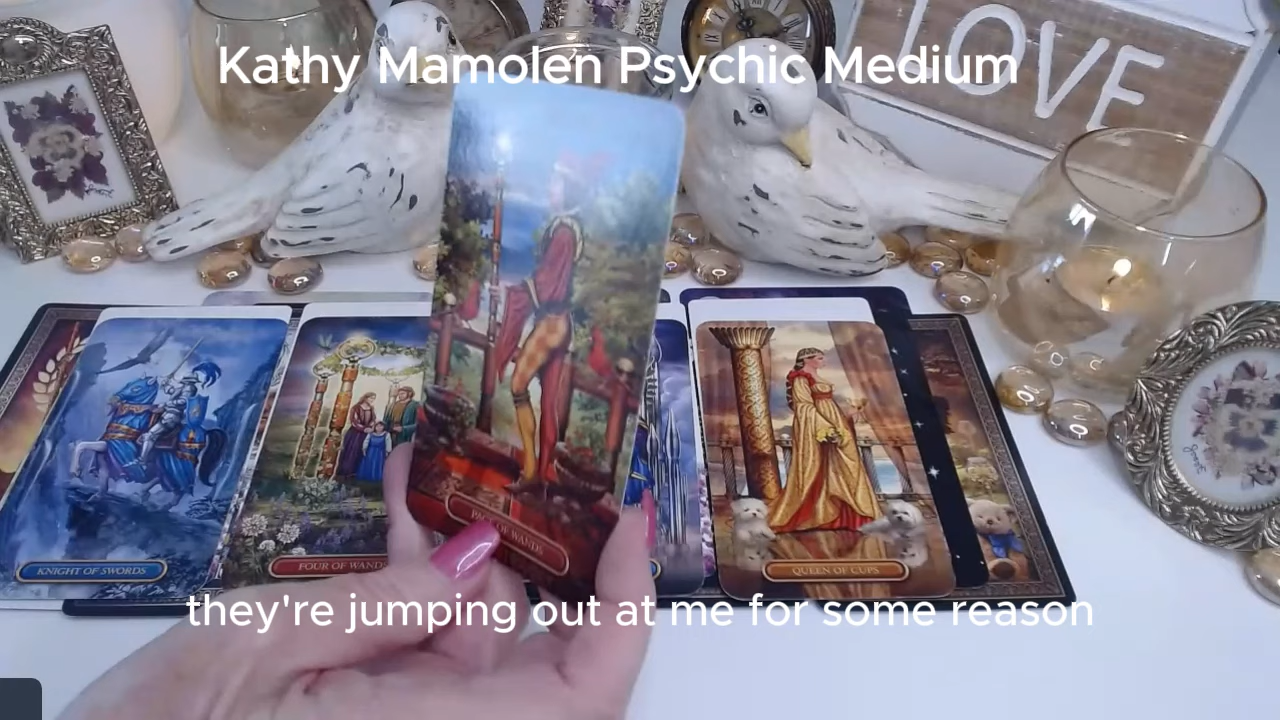 Kathy Mamolen Psychic Medium
LOVE
KNIGHT OF SWORDS
FOUR OF WANDS
PAGE OF WANDS
QUEEN OF CUPS
they're jumping out at me for some reason